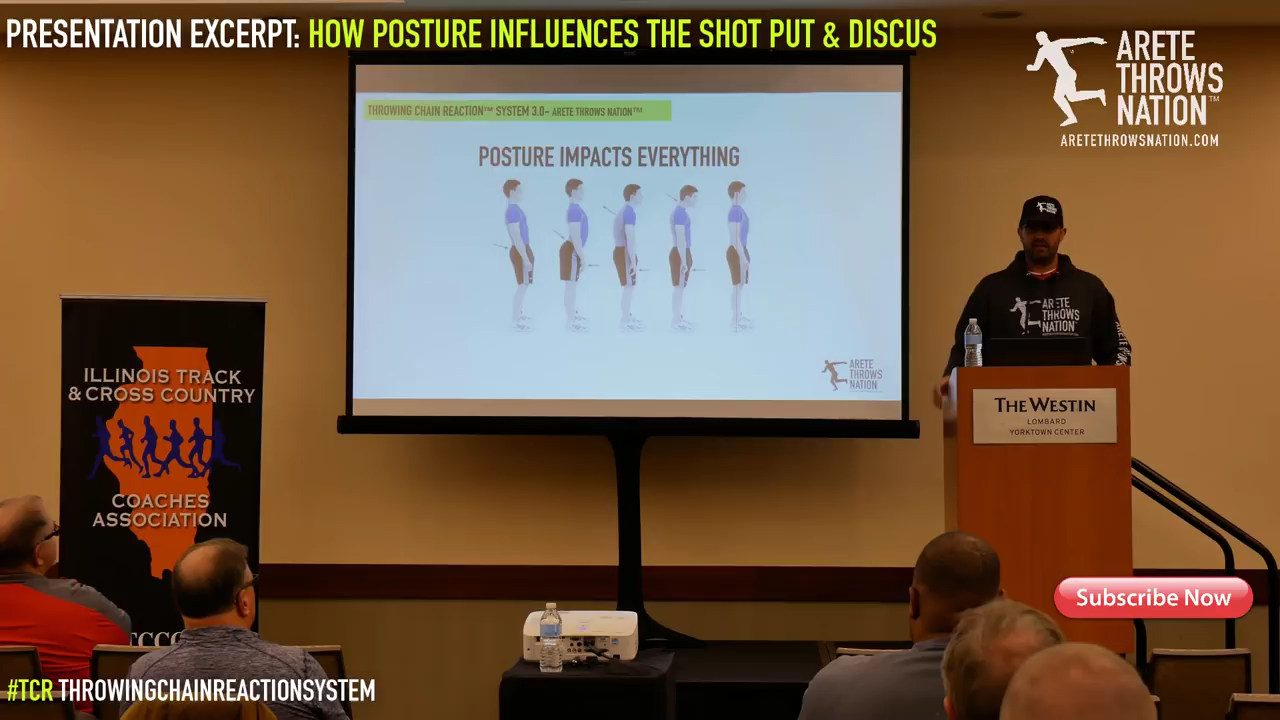 PRESENTATION EXCERPT: HOW POSTURE INFLUENCES THE SHOT PUT & DISCUS
ARETE
THROWS
NATION™
ARETETHROWSNATION.COM
THROWING CHAIN REACTION™ SYSTEM 3.0– ARETE THROWS NATION™
POSTURE IMPACTS EVERYTHING
ARETE
THROWS
NATION
ARETE
THROWS
NATION
THE WESTIN
LOMBARD
YORKTOWN CENTER
ILLINOIS TRACK
& CROSS COUNTRY
COACHES
ASSOCIATION
Subscribe Now
#TCR THROWINGCHAINREACTIONSYSTEM